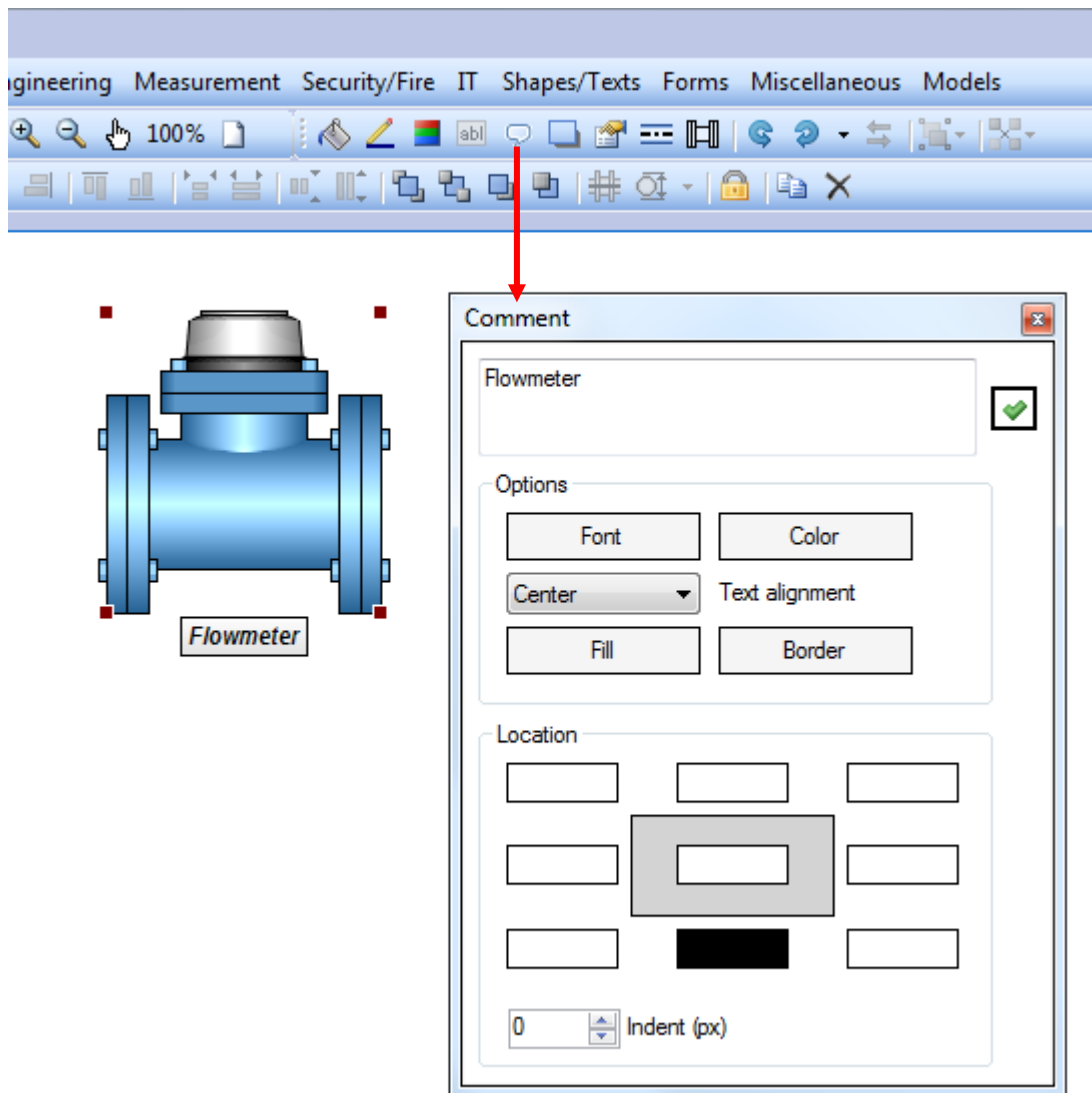 ngineering Measurement Security/Fire IT Shapes/Texts Forms Miscellaneous Models
100% abl
Comment
Flowmeter
Options
Font Color
Center Text alignment
Flowmeter
Fill Border
Location
0 Indent (px)